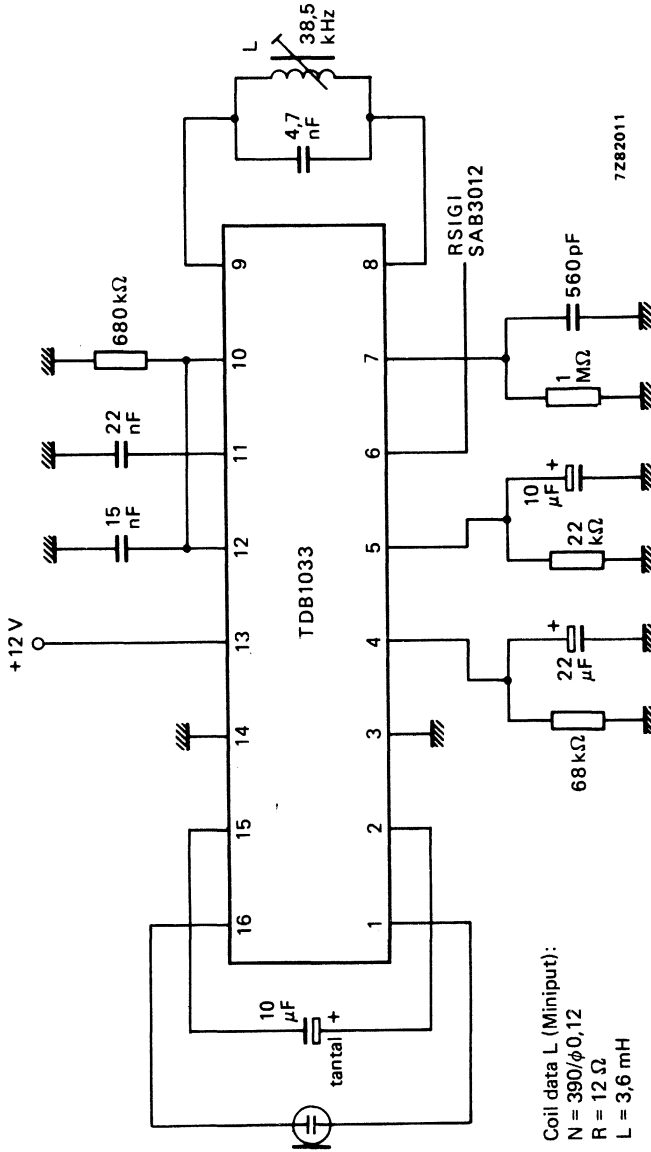 +12 V
15
nF
22
nF
680 kΩ
16
15
14
13
12
11
10
9
TDB1033
1
2
3
4
5
6
7
8
10
μF
+
tantal
4,7
nF
L
38,5
kHz
RSIGI
SAB3012
68 kΩ
22
μF
+
22
kΩ
10
μF
+
1
MΩ
560 pF
Coil data L (Miniput):
N = 390/ϕ0,12
R = 12 Ω
L = 3,6 mH
7Z82011